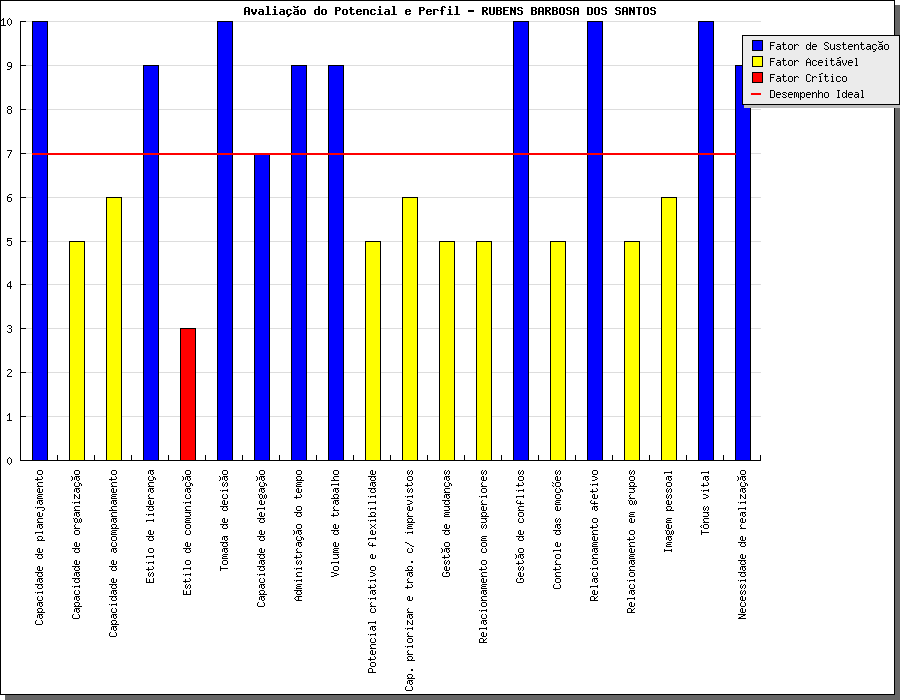 Avaliação do Potencial e Perfil - RUBENS BARBOSA DOS SANTOS
Fator de Sustentação
Fator Aceitável
Fator Crítico
Desempenho Ideal
10
9
8
7
6
5
4
3
2
1
0
Capacidade de planejamento
Capacidade de organização
Capacidade de acompanhamento
Estilo de liderança
Estilo de comunicação
Tomada de decisão
Capacidade de delegação
Administração do tempo
Volume de trabalho
Potencial criativo e flexibilidade
Cap. priorizar e trab. c/ imprevistos
Gestão de mudanças
Relacionamento com superiores
Gestão de conflitos
Controle das emoções
Relacionamento afetivo
Relacionamento em grupos
Imagem pessoal
Tônus vital
Necessidade de realização